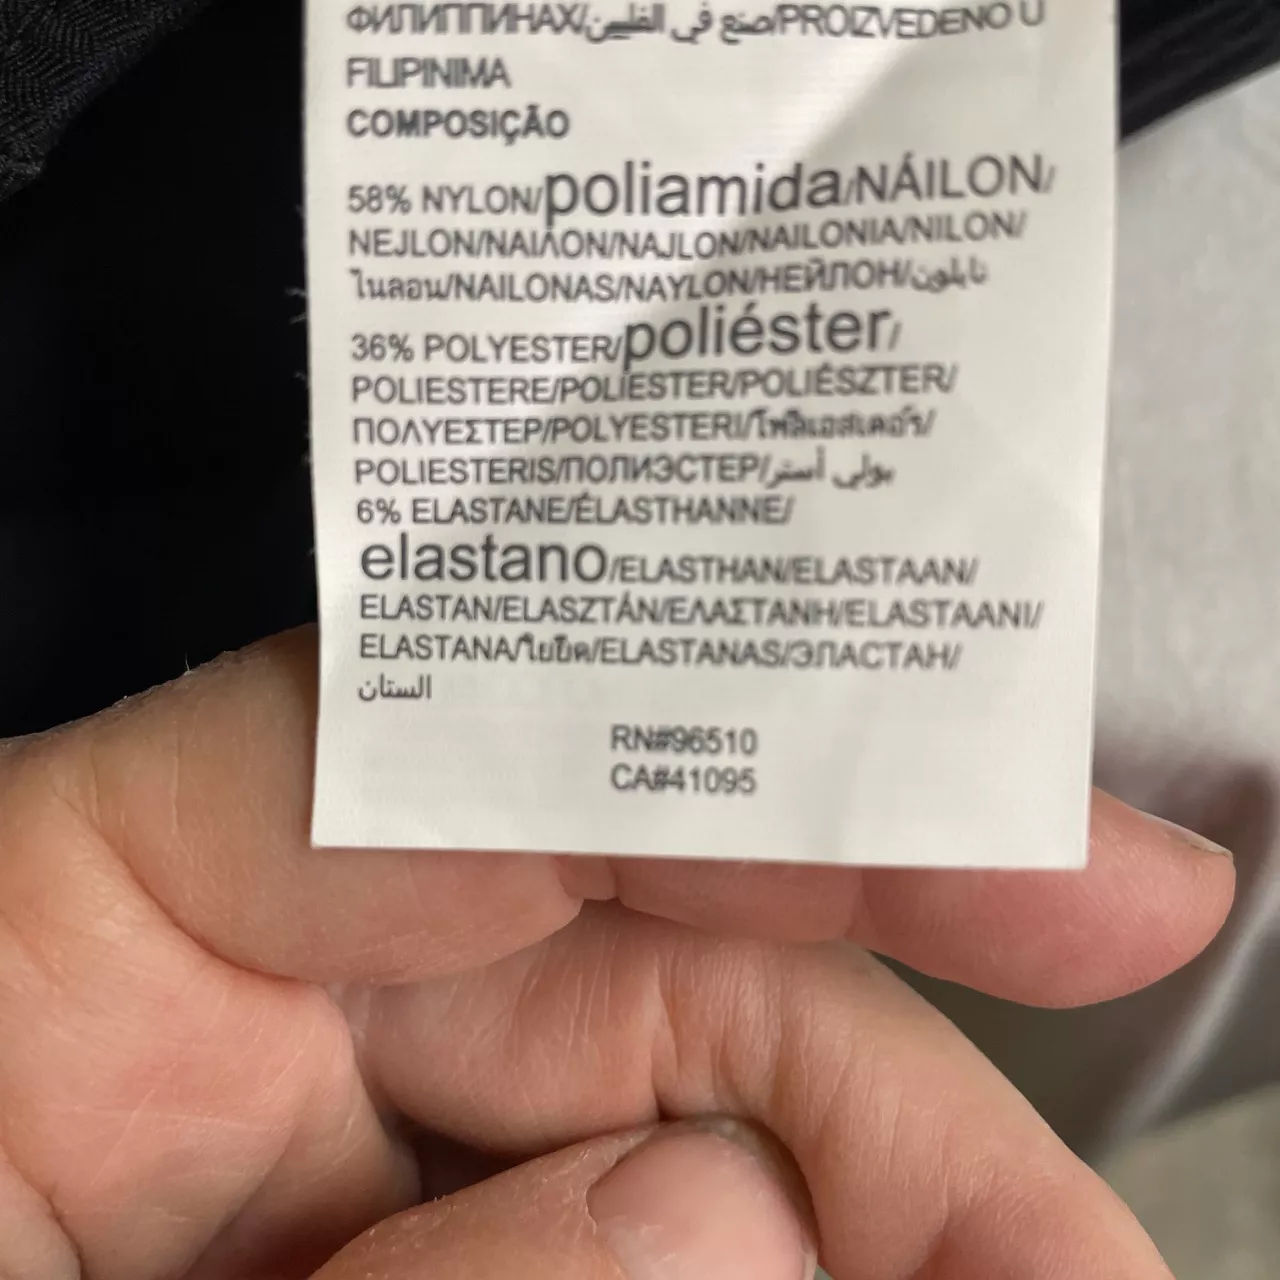 ФИЛИППИНАХ/صنع في الفلبين/PROIZVEDENO U
FILIPINIMA
COMPOSIÇÃO
58% NYLON/poliamida/NÁILON/
NEJLON/ΝΑΙΛΟΝ/NAJLON/NAILONIA/NILON/
ไนลอน/NAILONAS/NAYLON/НЕЙЛОН/نايلون
36% POLYESTER/poliéster/
POLIESTERE/POLIESTER/POLIÉSZTER/
ΠΟΛΥΕΣΤΕΡ/POLYESTERI/โพลีเอสเตอร์/
POLIESTERIS/ПОЛИЭСТЕР/بولي أستر
6% ELASTANE/ÉLASTHANNE/
elastano/ELASTHAN/ELASTAAN/
ELASTAN/ELASZTÁN/ΕΛΑΣΤΑΝΗ/ELASTAANI/
ELASTANA/ใยยืด/ELASTANAS/ЭЛАСТАН/
الستان
RN#96510
CA#41095